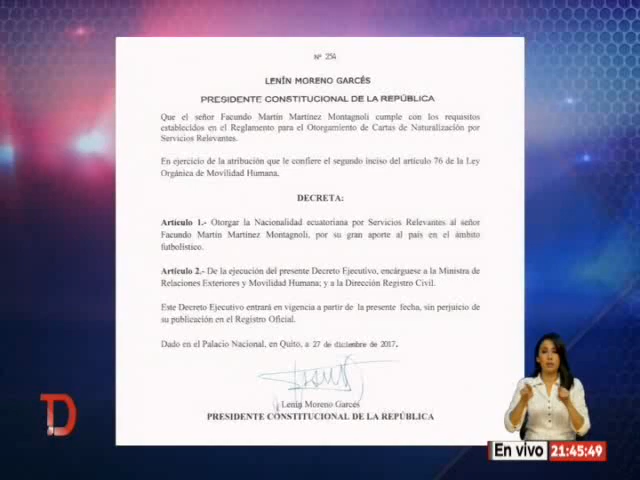 Nº 254
LENÍN MORENO GARCÉS
PRESIDENTE CONSTITUCIONAL DE LA REPÚBLICA
Que el señor Facundo Martín Martínez Montagnoli cumple con los requisitos
establecidos en el Reglamento para el Otorgamiento de Cartas de Naturalización por
Servicios Relevantes.
En ejercicio de la atribución que le confiere el segundo inciso del artículo 76 de la Ley
Orgánica de Movilidad Humana,
DECRETA:
Artículo 1.- Otorgar la Nacionalidad ecuatoriana por Servicios Relevantes al señor
Facundo Martín Martínez Montagnoli, por su gran aporte al país en el ámbito
futbolístico.
Artículo 2.- De la ejecución del presente Decreto Ejecutivo, encárguese a la Ministra de
Relaciones Exteriores y Movilidad Humana; y a la Dirección Registro Civil.
Este Decreto Ejecutivo entrará en vigencia a partir de la presente fecha, sin perjuicio de
su publicación en el Registro Oficial.
Dado en el Palacio Nacional, en Quito, a 27 de diciembre de 2017.
Lenín Moreno Garcés
PRESIDENTE CONSTITUCIONAL DE LA REPÚBLICA
TD
En vivo 21:45:49